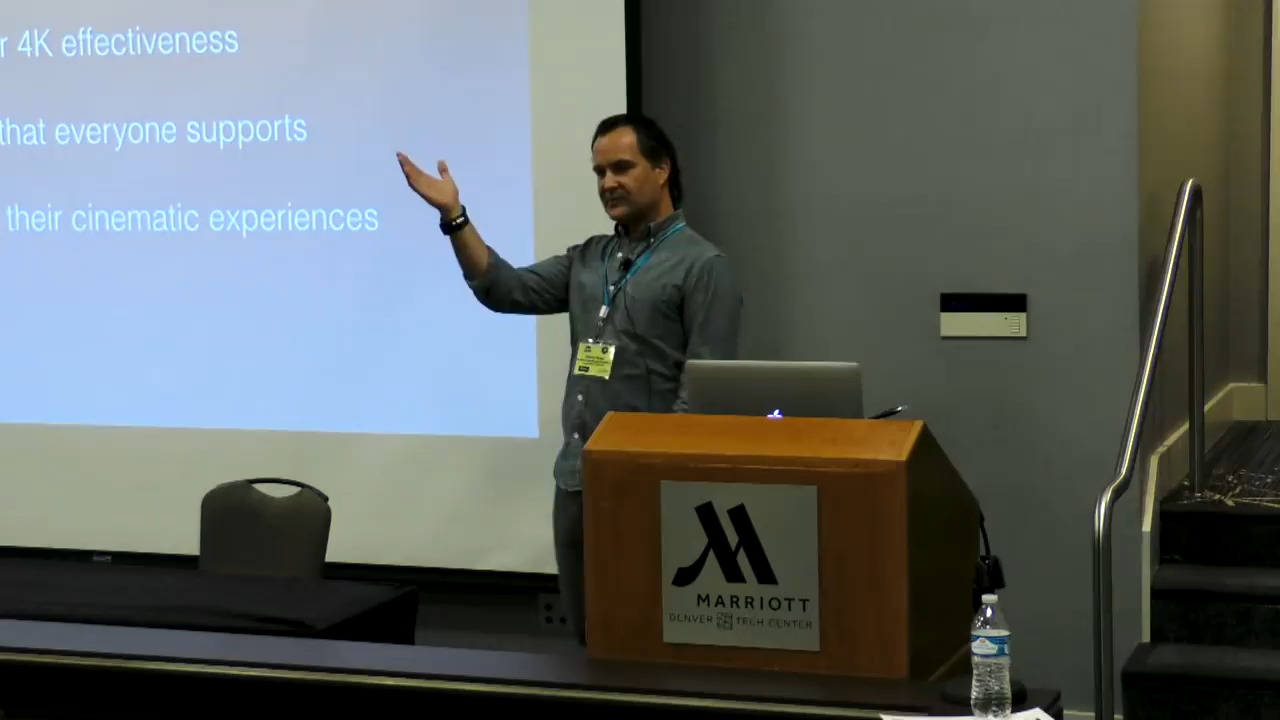 r 4K effectiveness
that everyone supports
their cinematic experiences
MARRIOTT
DENVER TECH CENTER